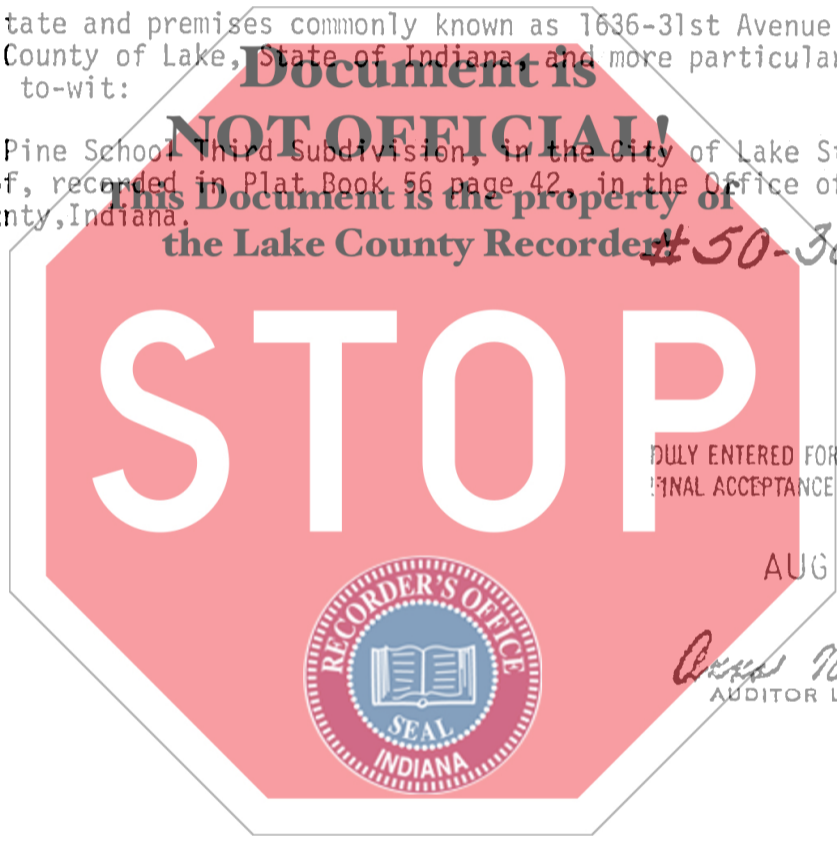 tate and premises commonly known as 1636-31st Avenue
County of Lake, State of Indiana, and more particular
to-wit:
Document is
NOT OFFICIAL!
Pine School Third Subdivision, in the City of Lake S
f, recorded in Plat Book 56 page 42, in the Office of
This Document is the property of
nty, Indiana.
the Lake County Recorder!
#50-3
STOP
DULY ENTERED FOR
FINAL ACCEPTANCE
AUG
AUDITOR L
RECORDER'S OFFICE
SEAL
INDIANA